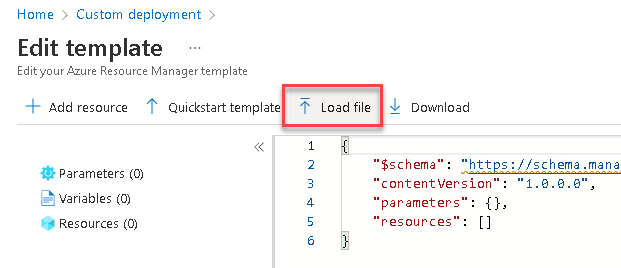 Home > Custom deployment >
Edit template ...
Edit your Azure Resource Manager template
+ Add resource ↑ Quickstart template Load file ↓ Download
«
Parameters (0)
Variables (0)
Resources (0)
1 {
2 "$schema": "https://schema.mana
3 "contentVersion": "1.0.0.0",
4 "parameters": {},
5 "resources": []
6 }